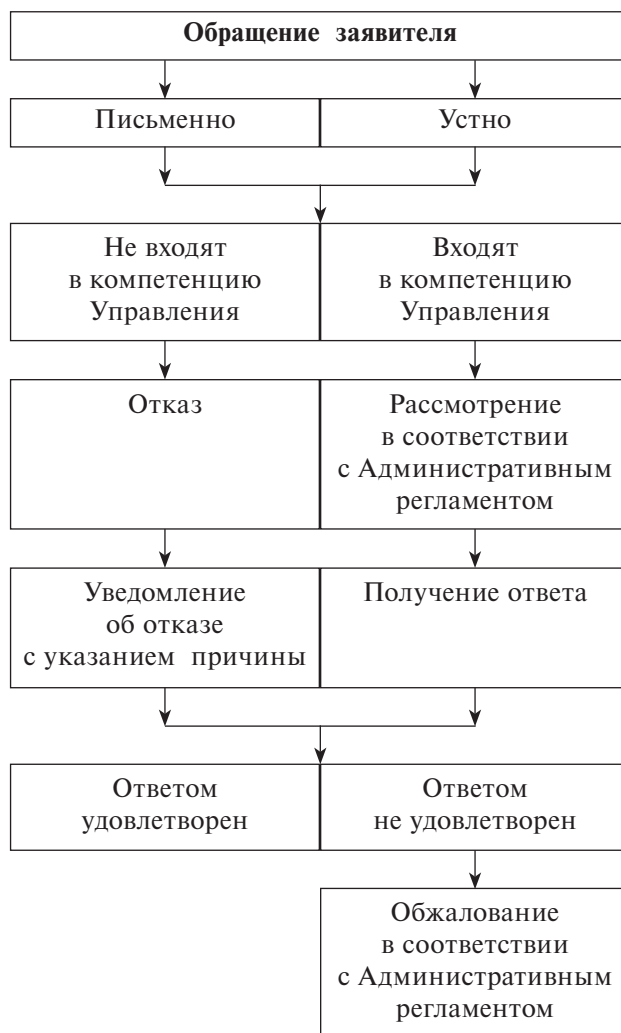 Обращение заявителя
Письменно
Устно
Не входят
в компетенцию
Управления
Входят
в компетенцию
Управления
Отказ
Рассмотрение
в соответствии
с Административным
регламентом
Уведомление
об отказе
с указанием причины
Получение ответа
Ответом
удовлетворен
Ответом
не удовлетворен
Обжалование
в соответствии
с Административным
регламентом